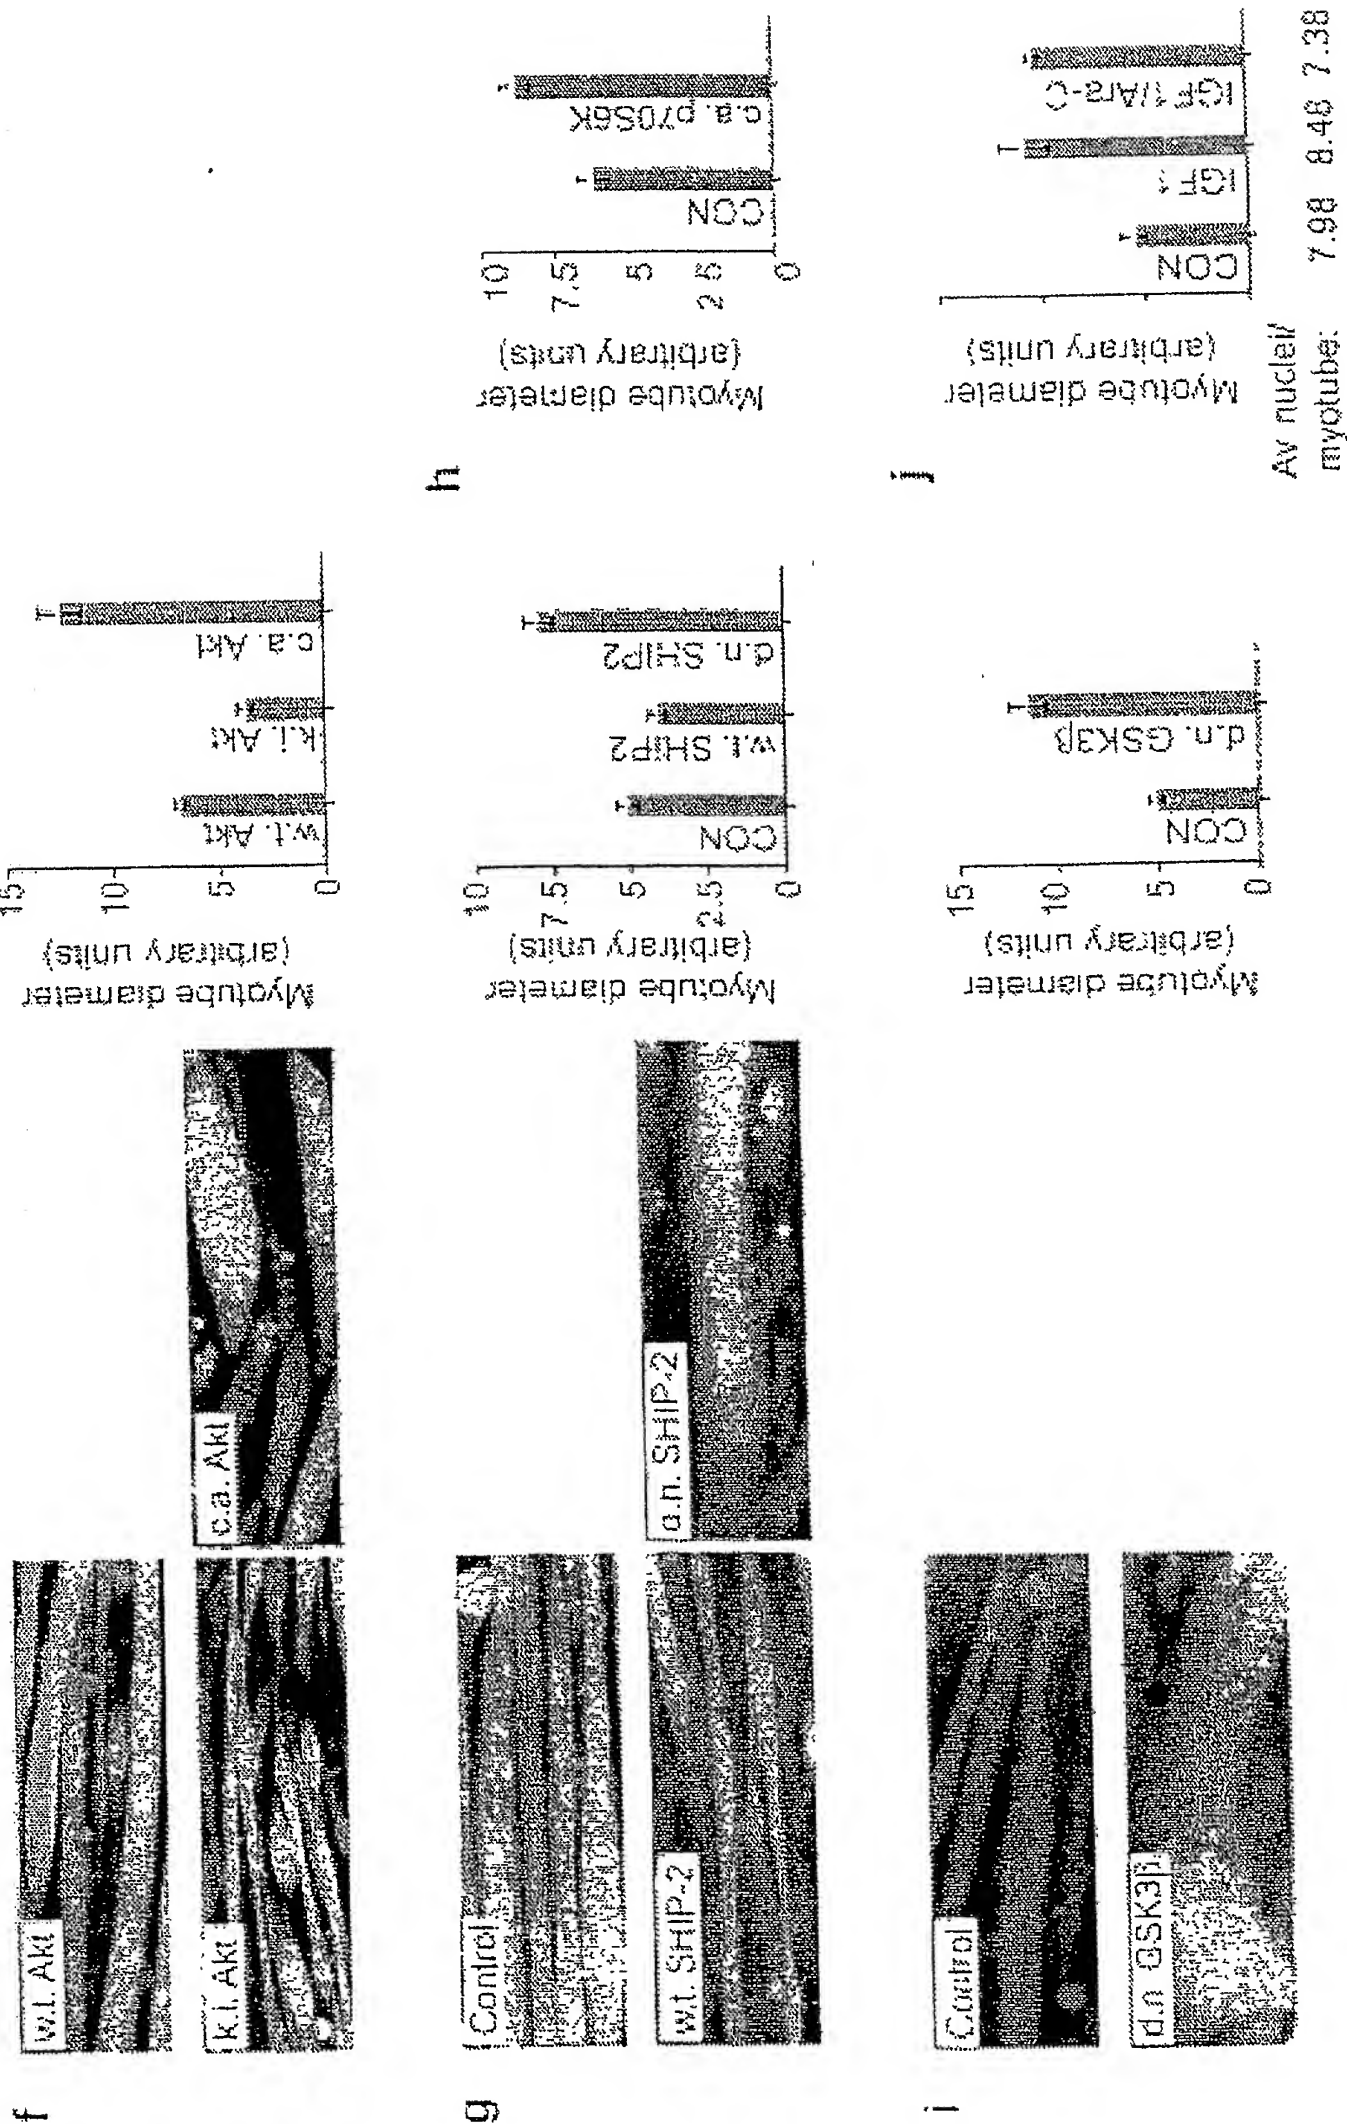 f
w.t. Akt
k.i. Akt
c.a. Akt
Myotube diameter
(arbitrary units)
15
10
5
0
w.t. Akt
k.i. Akt
c.a. Akt
g
Control
w.t. SHIP-2
d.n. SHIP-2
Myotube diameter
(arbitrary units)
10
7.5
5
2.5
0
CON
w.t. SHIP2
d.n. SHIP2
h
Myotube diameter
(arbitrary units)
10
7.5
5
2.5
0
CON
c.a. p70S6K
i
Control
d.n GSK3β
Myotube diameter
(arbitrary units)
15
10
5
0
CON
d.n. GSK3β
j
Myotube diameter
(arbitrary units)
CON
IGF1
IGF1/Ara-C
Av nuclei/
myotube: 7.98 8.48 7.38